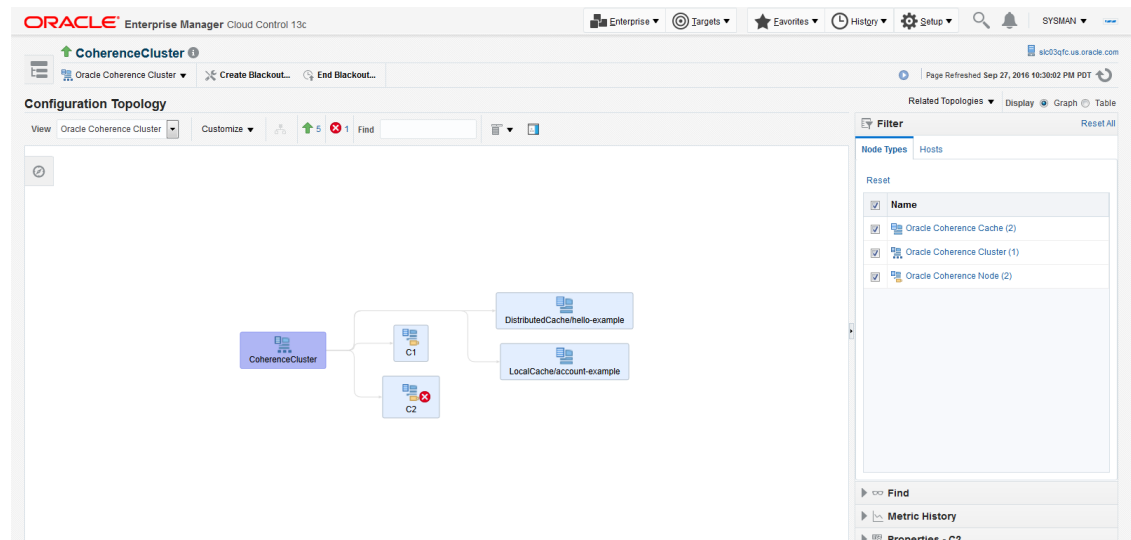 ORACLE Enterprise Manager Cloud Control 13c
Enterprise Targets Favorites History Setup SYSMAN
CoherenceCluster
slc03qfc.us.oracle.com
Oracle Coherence Cluster Create Blackout... End Blackout...
Page Refreshed Sep 27, 2016 10:30:02 PM PDT
Configuration Topology
Related Topologies Display Graph Table
View Oracle Coherence Cluster Customize 5 1 Find
Filter Reset All
Node Types Hosts
Reset
Name
Oracle Coherence Cache (2)
Oracle Coherence Cluster (1)
Oracle Coherence Node (2)
DistributedCache/hello-example
C1
CoherenceCluster
LocalCache/account-example
C2
Find
Metric History
Properties - C2